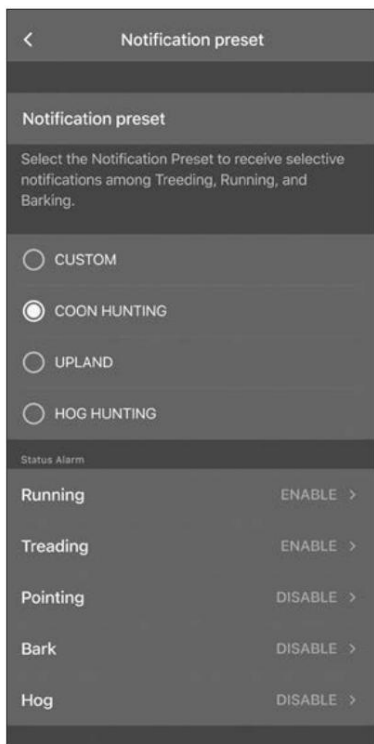 Notification preset
Notification preset
Select the Notification Preset to receive selective
notifications among Treeding, Running, and
Barking.
CUSTOM
COON HUNTING
UPLAND
HOG HUNTING
Status Alarm
Running ENABLE >
Treading ENABLE >
Pointing DISABLE >
Bark DISABLE >
Hog DISABLE >